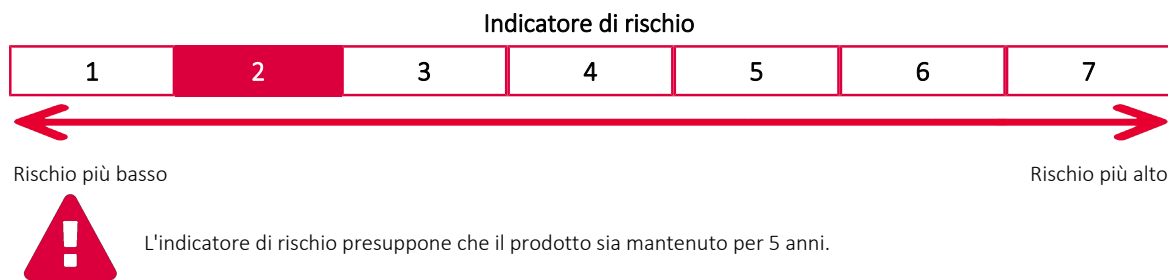 Indicatore di rischio
1 2 3 4 5 6 7
Rischio più basso Rischio più alto
L'indicatore di rischio presuppone che il prodotto sia mantenuto per 5 anni.